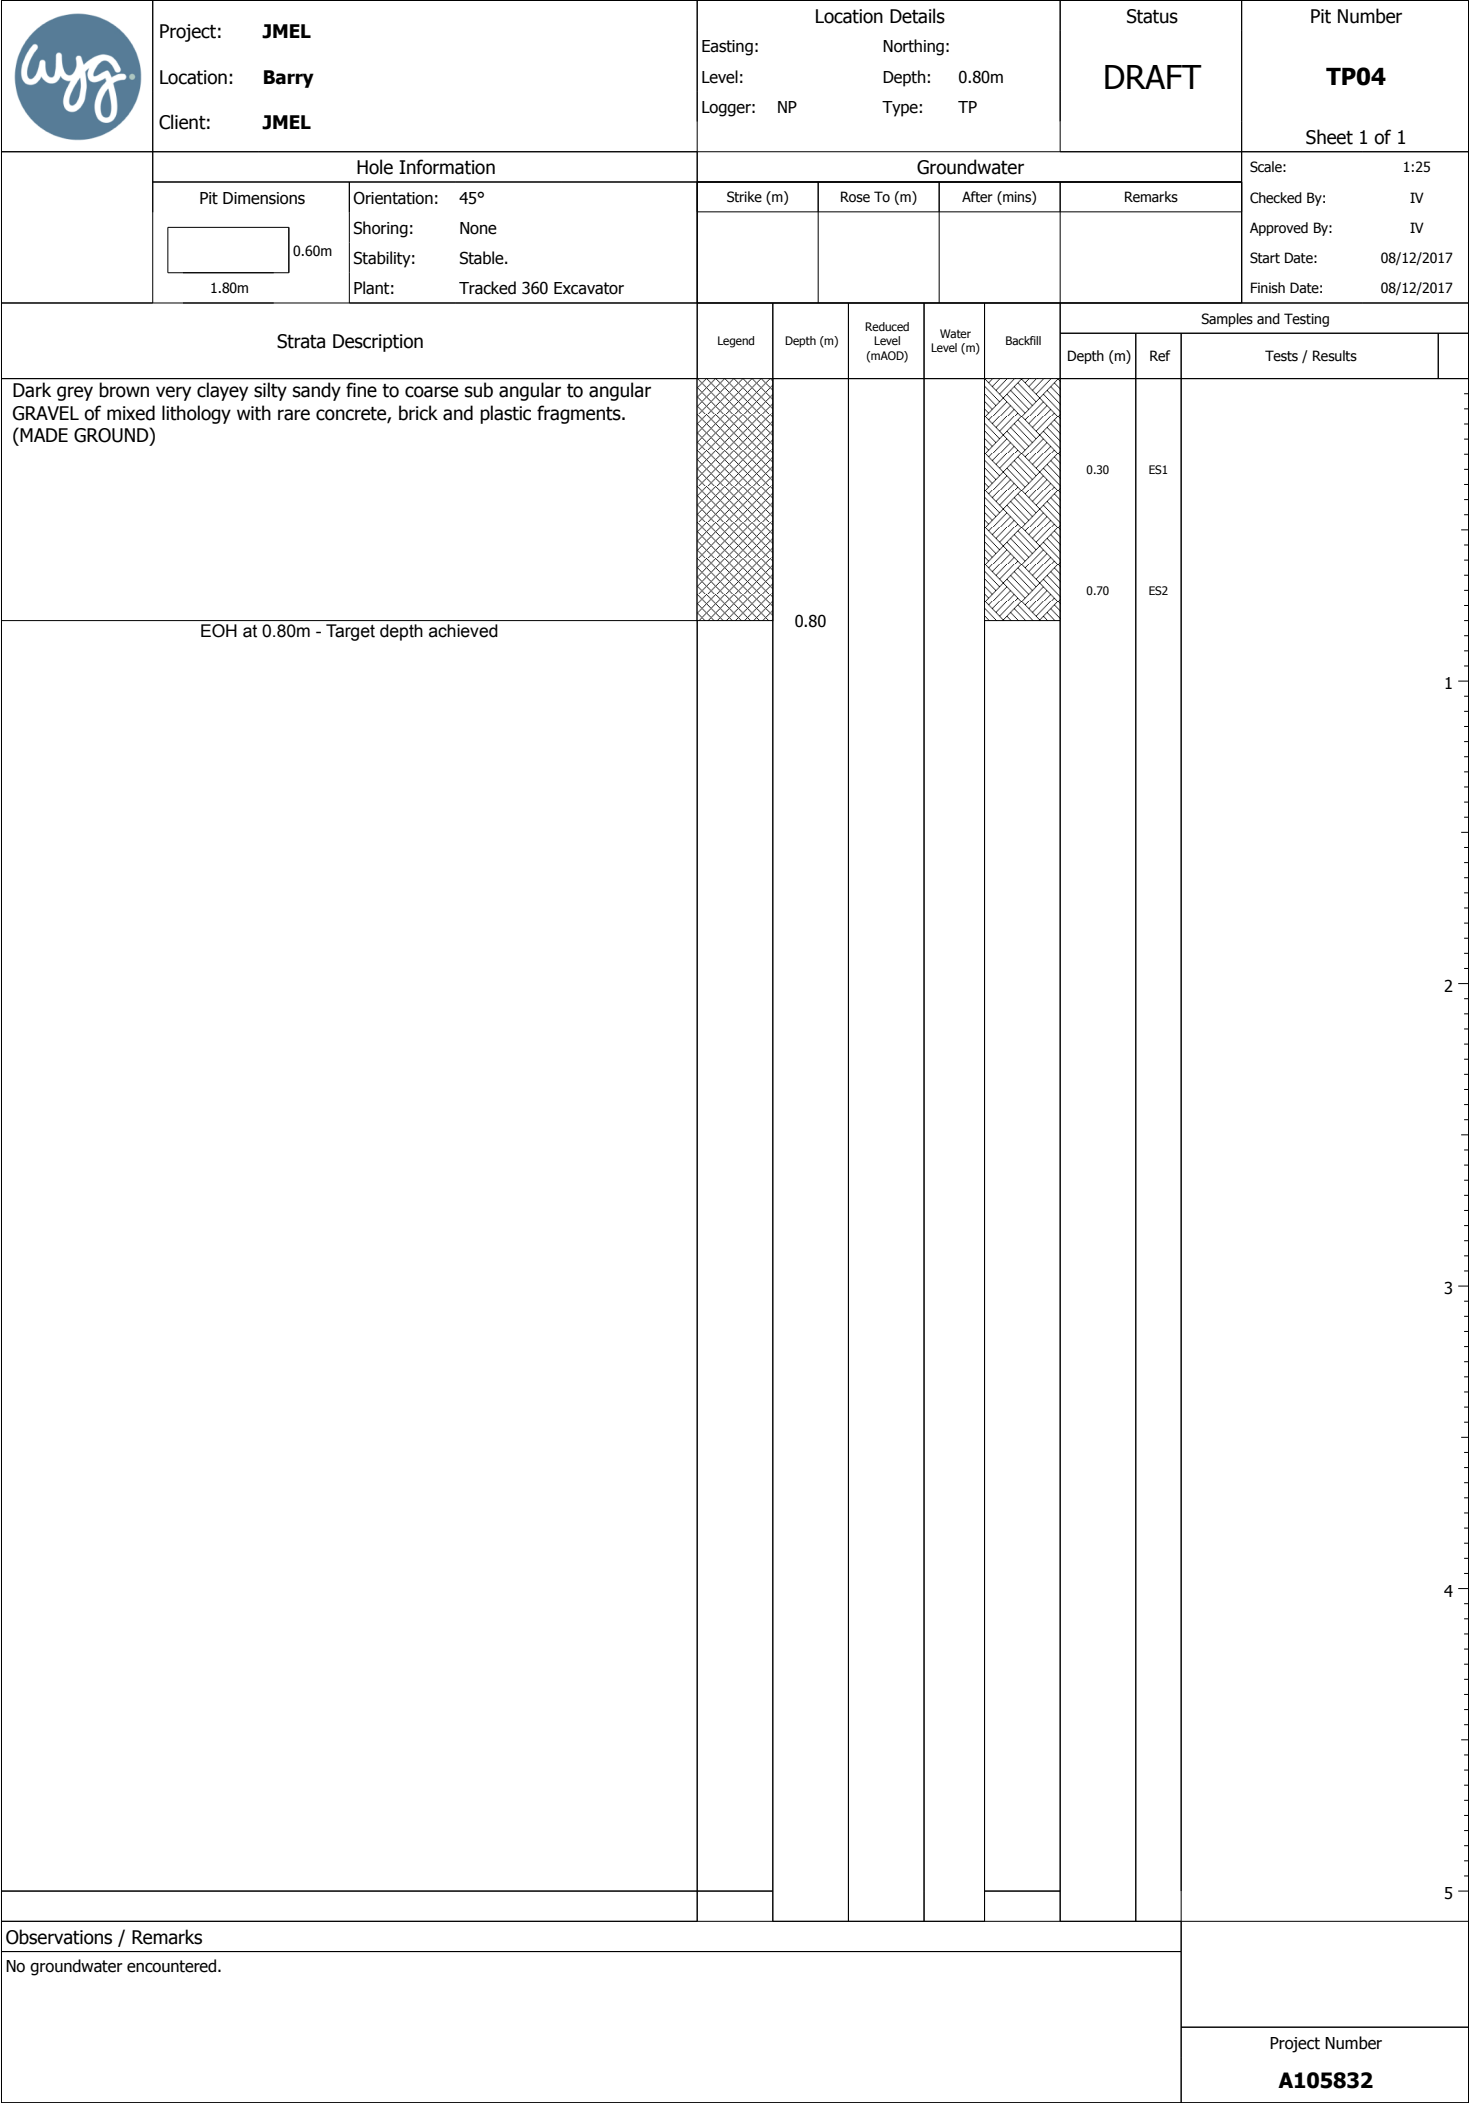 wyg.
Project: JMEL
Location: Barry
Client: JMEL
Location Details
Easting: Northing:
Level: Depth: 0.80m
Logger: NP Type: TP
Status
DRAFT
Pit Number
TP04
Sheet 1 of 1
Hole Information
Pit Dimensions
0.60m
1.80m
Orientation: 45°
Shoring: None
Stability: Stable.
Plant: Tracked 360 Excavator
Groundwater
Strike (m) Rose To (m) After (mins) Remarks
Scale: 1:25
Checked By: IV
Approved By: IV
Start Date: 08/12/2017
Finish Date: 08/12/2017
Strata Description
Legend
Depth (m)
Reduced
Level
(mAOD)
Water
Level (m)
Backfill
Samples and Testing
Depth (m) Ref Tests / Results
Dark grey brown very clayey silty sandy fine to coarse sub angular to angular
GRAVEL of mixed lithology with rare concrete, brick and plastic fragments.
(MADE GROUND)
0.30 ES1
0.70 ES2
0.80
EOH at 0.80m - Target depth achieved
1
2
3
4
5
Observations / Remarks
No groundwater encountered.
Project Number
A105832